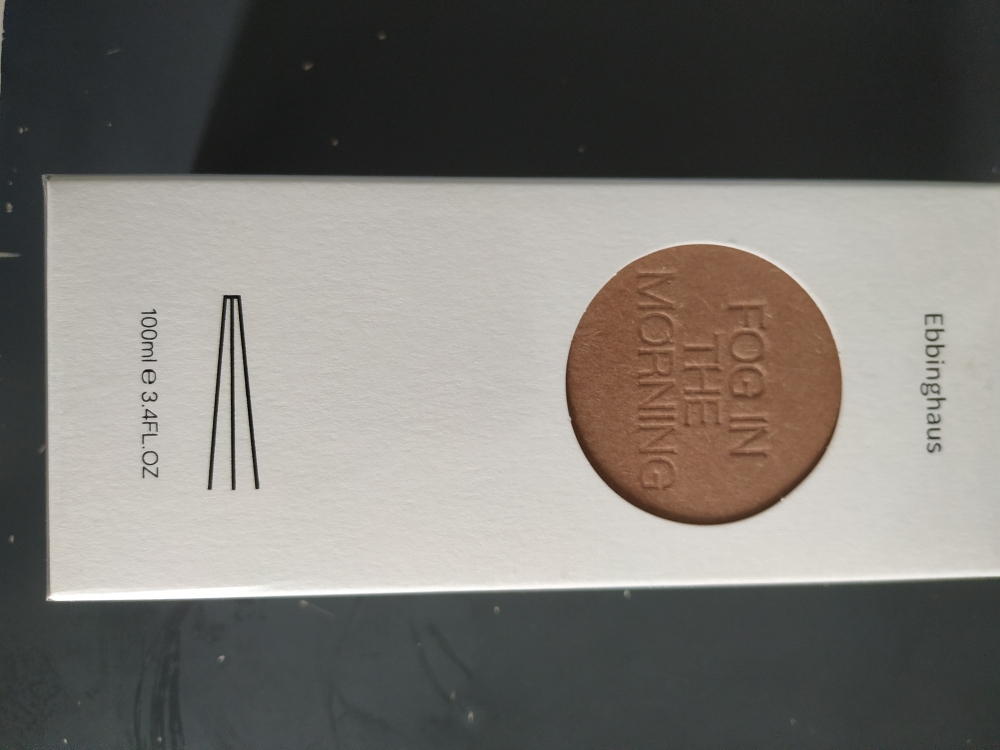 Ebbinghaus
FOG IN
THE
MORNING
100ml e 3.4FL.OZ